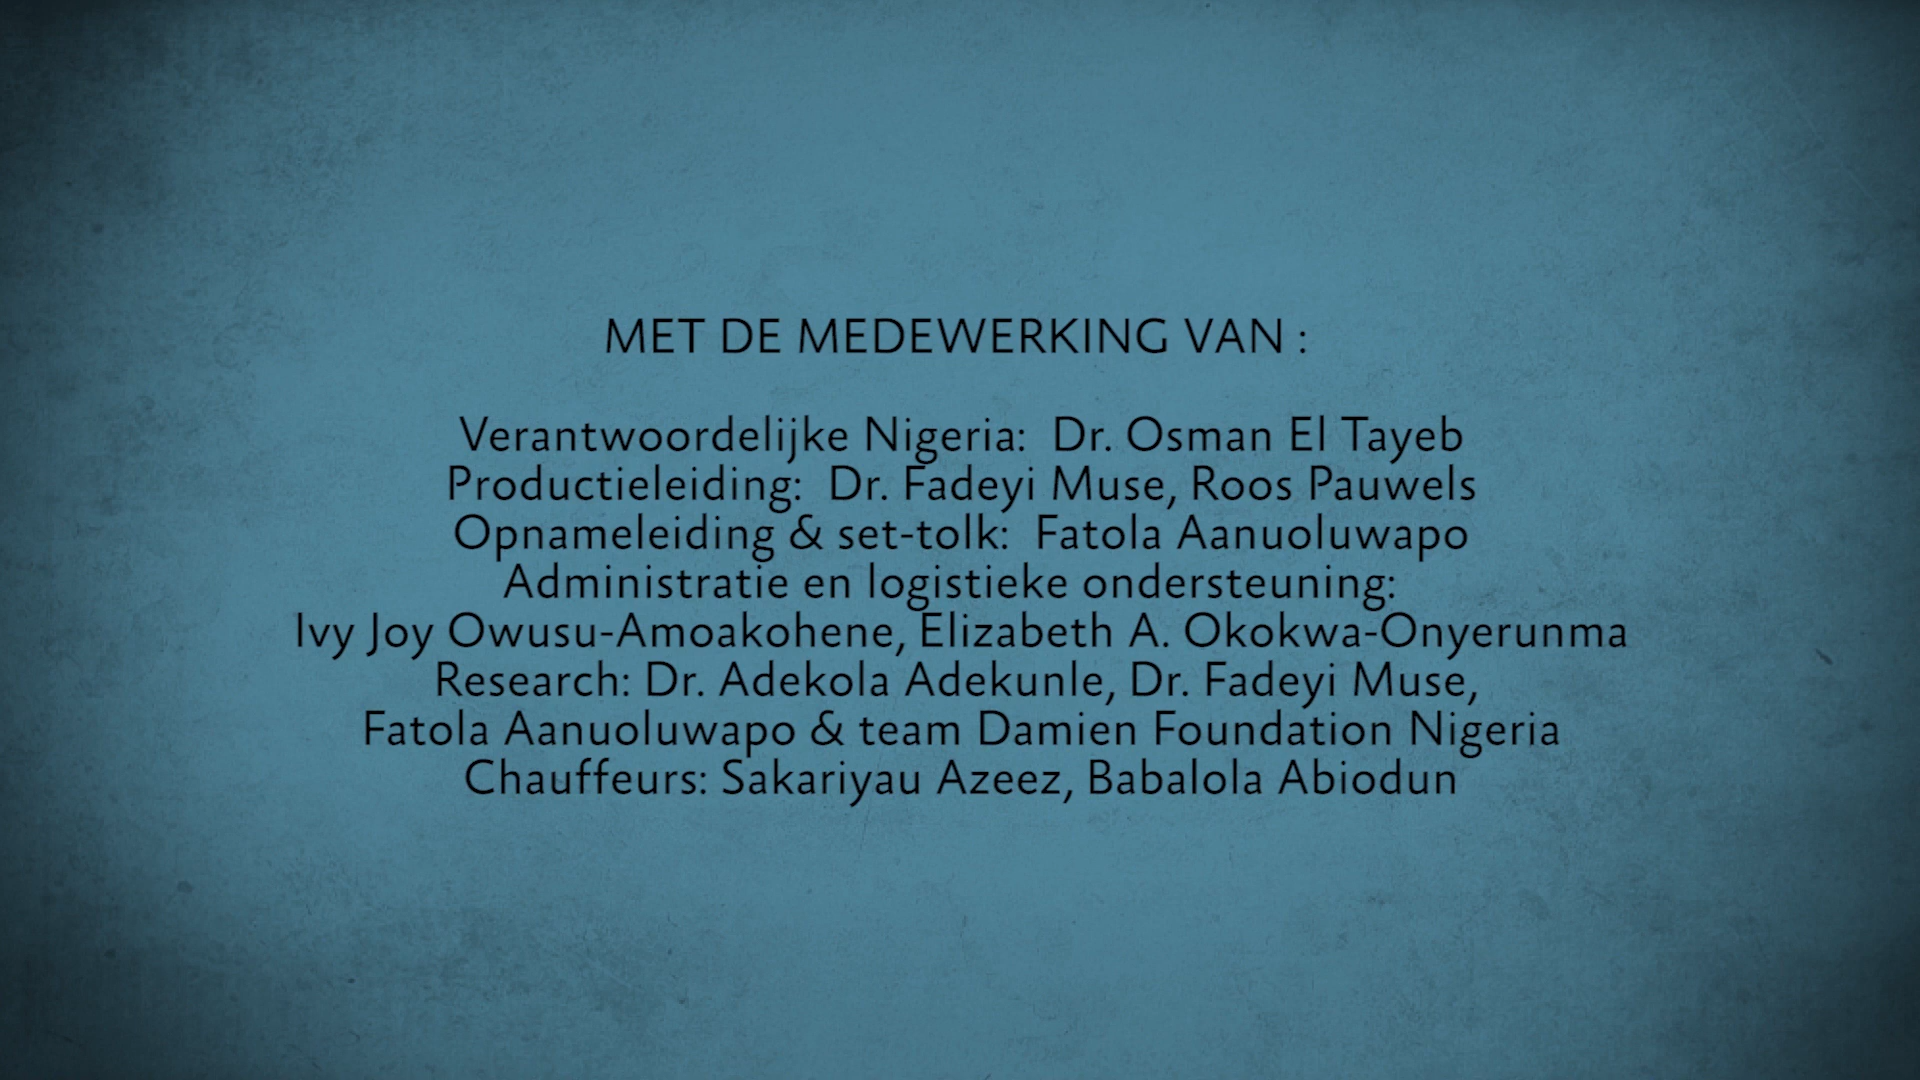 MET DE MEDEWERKING VAN :
Verantwoordelijke Nigeria: Dr. Osman El Tayeb
Productieleiding: Dr. Fadeyi Muse, Roos Pauwels
Opnameleiding & set-tolk: Fatola Aanuoluwapo
Administratie en logistieke ondersteuning:
Ivy Joy Owusu-Amoakohene, Elizabeth A. Okokwa-Onyerunma
Research: Dr. Adekola Adekunle, Dr. Fadeyi Muse,
Fatola Aanuoluwapo & team Damien Foundation Nigeria
Chauffeurs: Sakariyau Azeez, Babalola Abiodun